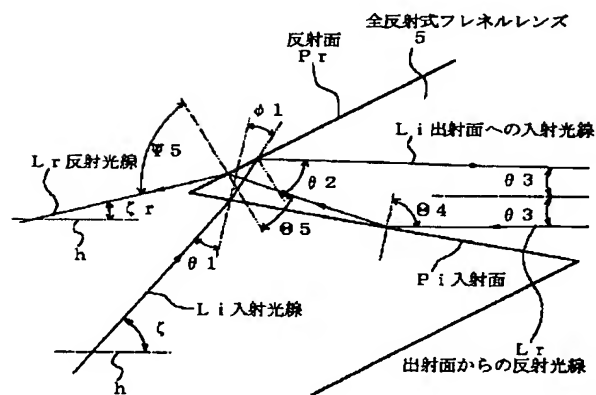 全反射式フレネルレンズ
5
反射面
Pr
φ1
Li出射面への入射光線
Ψ5
Lr反射光線
θ2
θ3
ζr
Θ4
θ3
h
Θ5
θ1
Pi入射面
Li入射光線
ζ
Lr
出射面からの反射光線
h